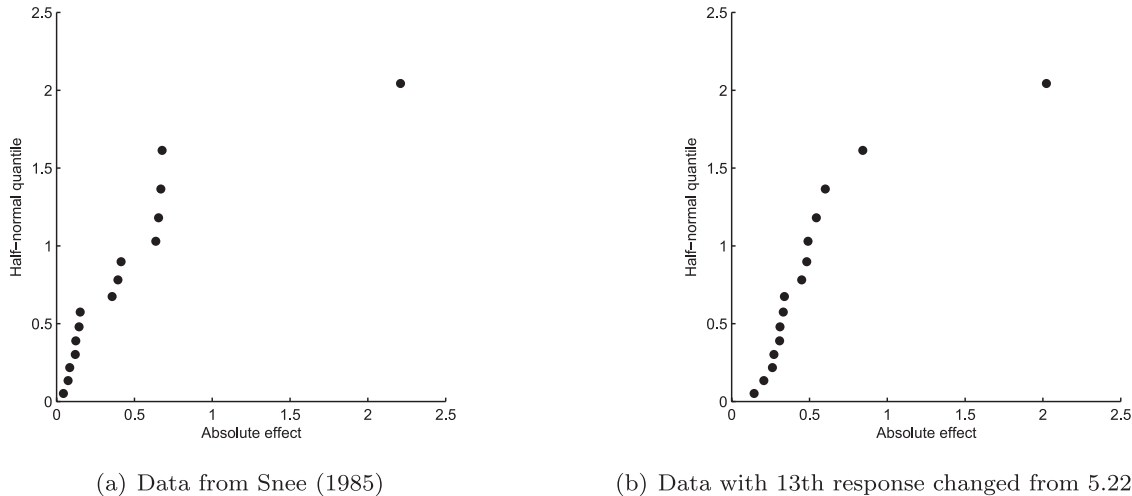 2.5
2
1.5
1
0.5
0
Half-normal quantile
0 0.5 1 1.5 2 2.5
Absolute effect
(a) Data from Snee (1985)
2.5
2
1.5
1
0.5
0
Half-normal quantile
0 0.5 1 1.5 2 2.5
Absolute effect
(b) Data with 13th response changed from 5.22